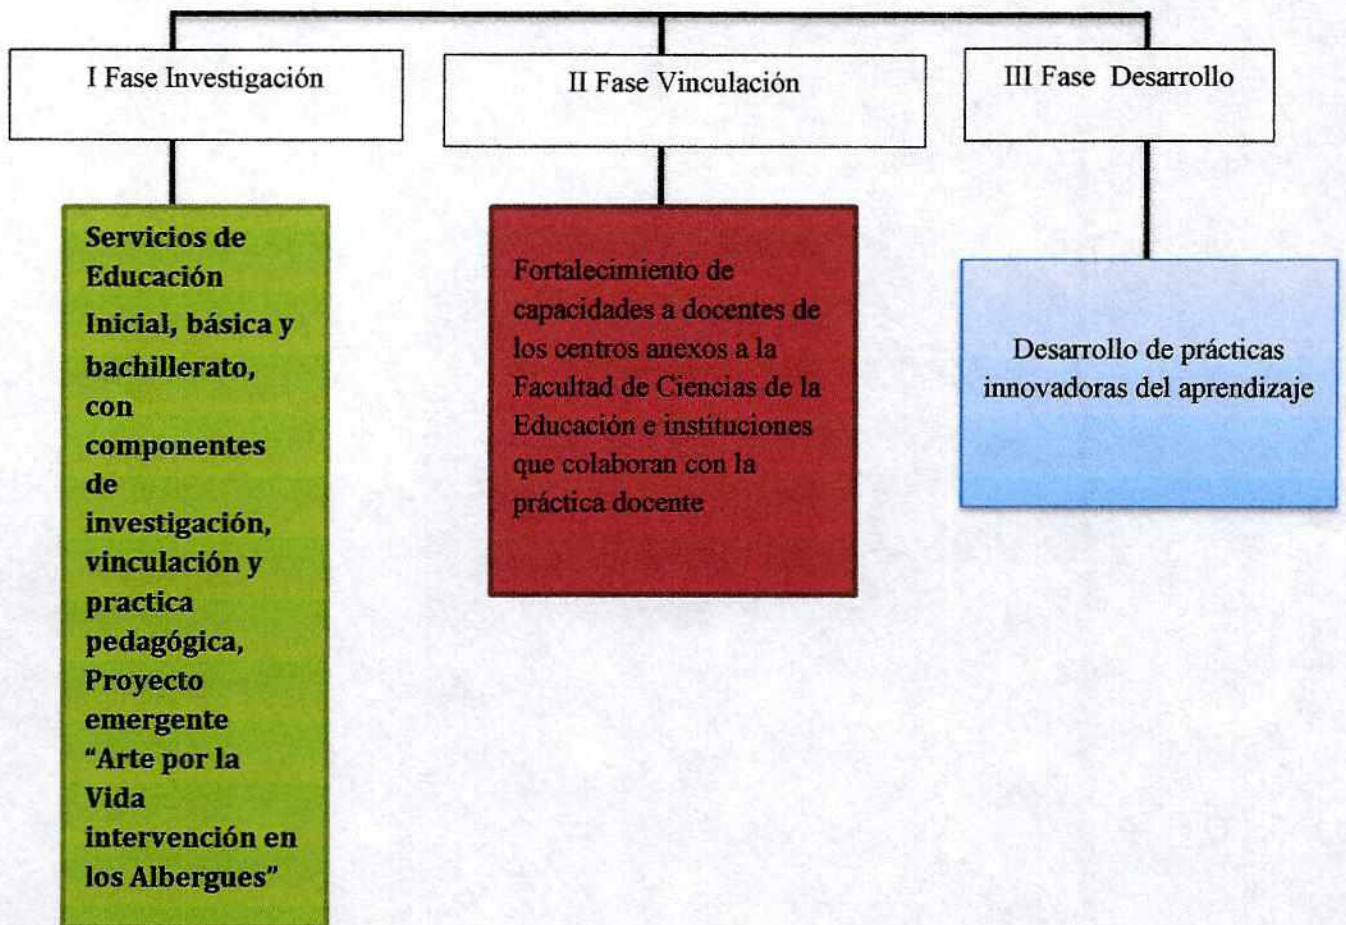 I Fase Investigación
II Fase Vinculación
III Fase Desarrollo
Servicios de
Educación
Inicial, básica y
bachillerato,
con
componentes
de
investigación,
vinculación y
practica
pedagógica,
Proyecto
emergente
“Arte por la
Vida
intervención en
los Albergues”
Fortalecimiento de
capacidades a docentes de
los centros anexos a la
Facultad de Ciencias de la
Educación e instituciones
que colaboran con la
práctica docente
Desarrollo de prácticas
innovadoras del aprendizaje